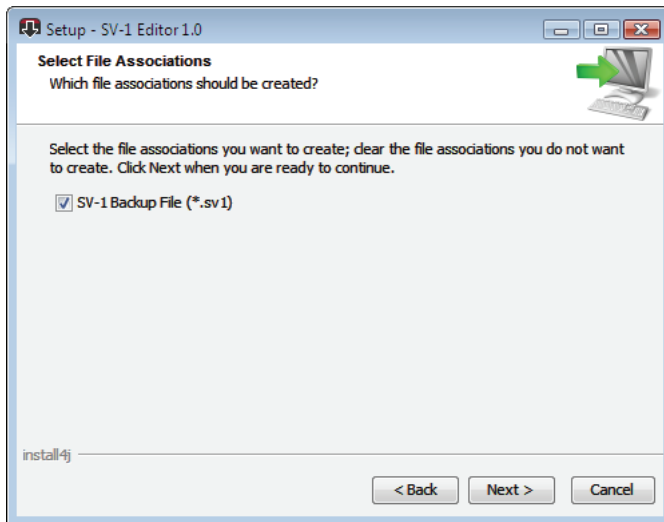 Setup - SV-1 Editor 1.0
Select File Associations
Which file associations should be created?
Select the file associations you want to create; clear the file associations you do not want
to create. Click Next when you are ready to continue.
SV-1 Backup File (*.sv1)
install4j
< Back Next > Cancel